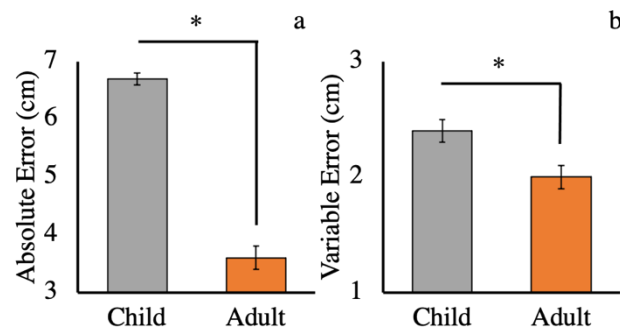 a
*
Absolute Error (cm)
7
6
5
4
3
Child Adult
b
*
Variable Error (cm)
3
2
1
Child Adult